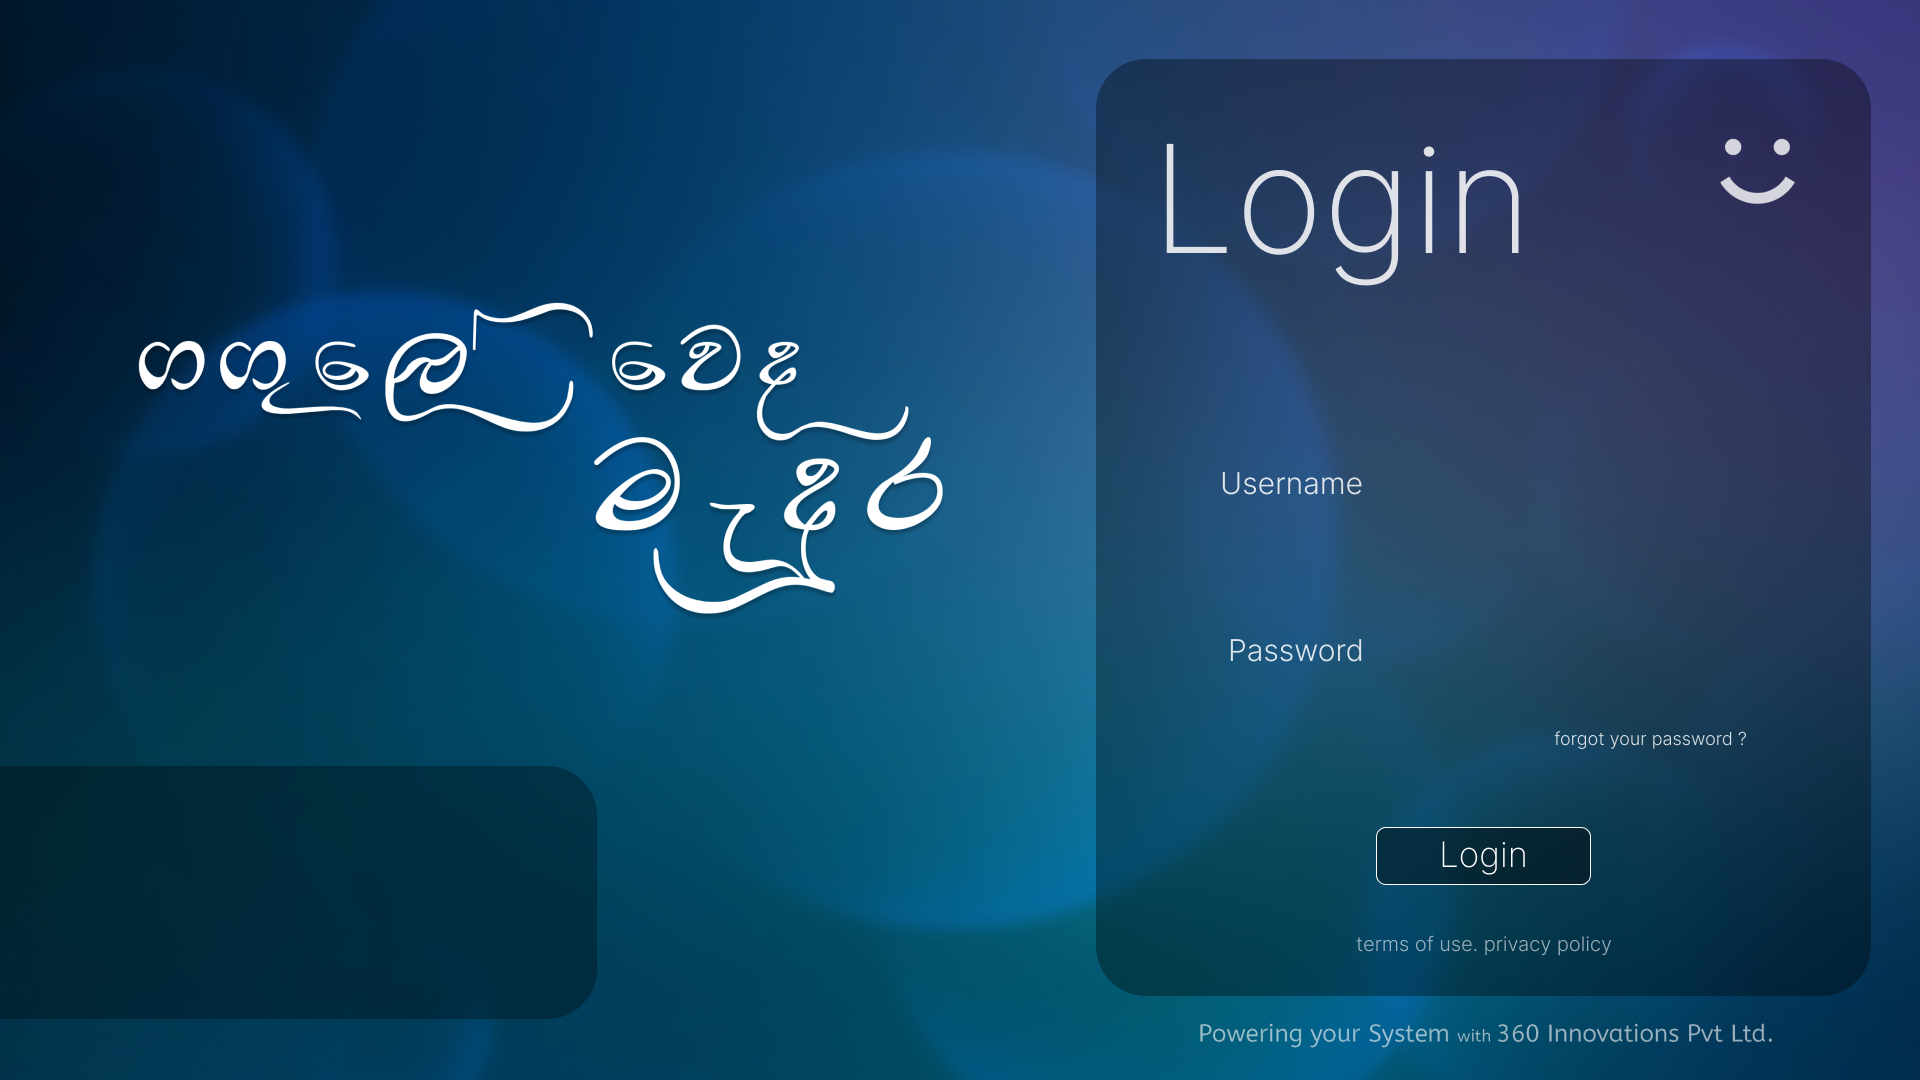 ගගුලේ වෙද
මැදුර
Login
Username
Password
forgot your password ?
Login
terms of use. privacy policy
Powering your System with 360 Innovations Pvt Ltd.